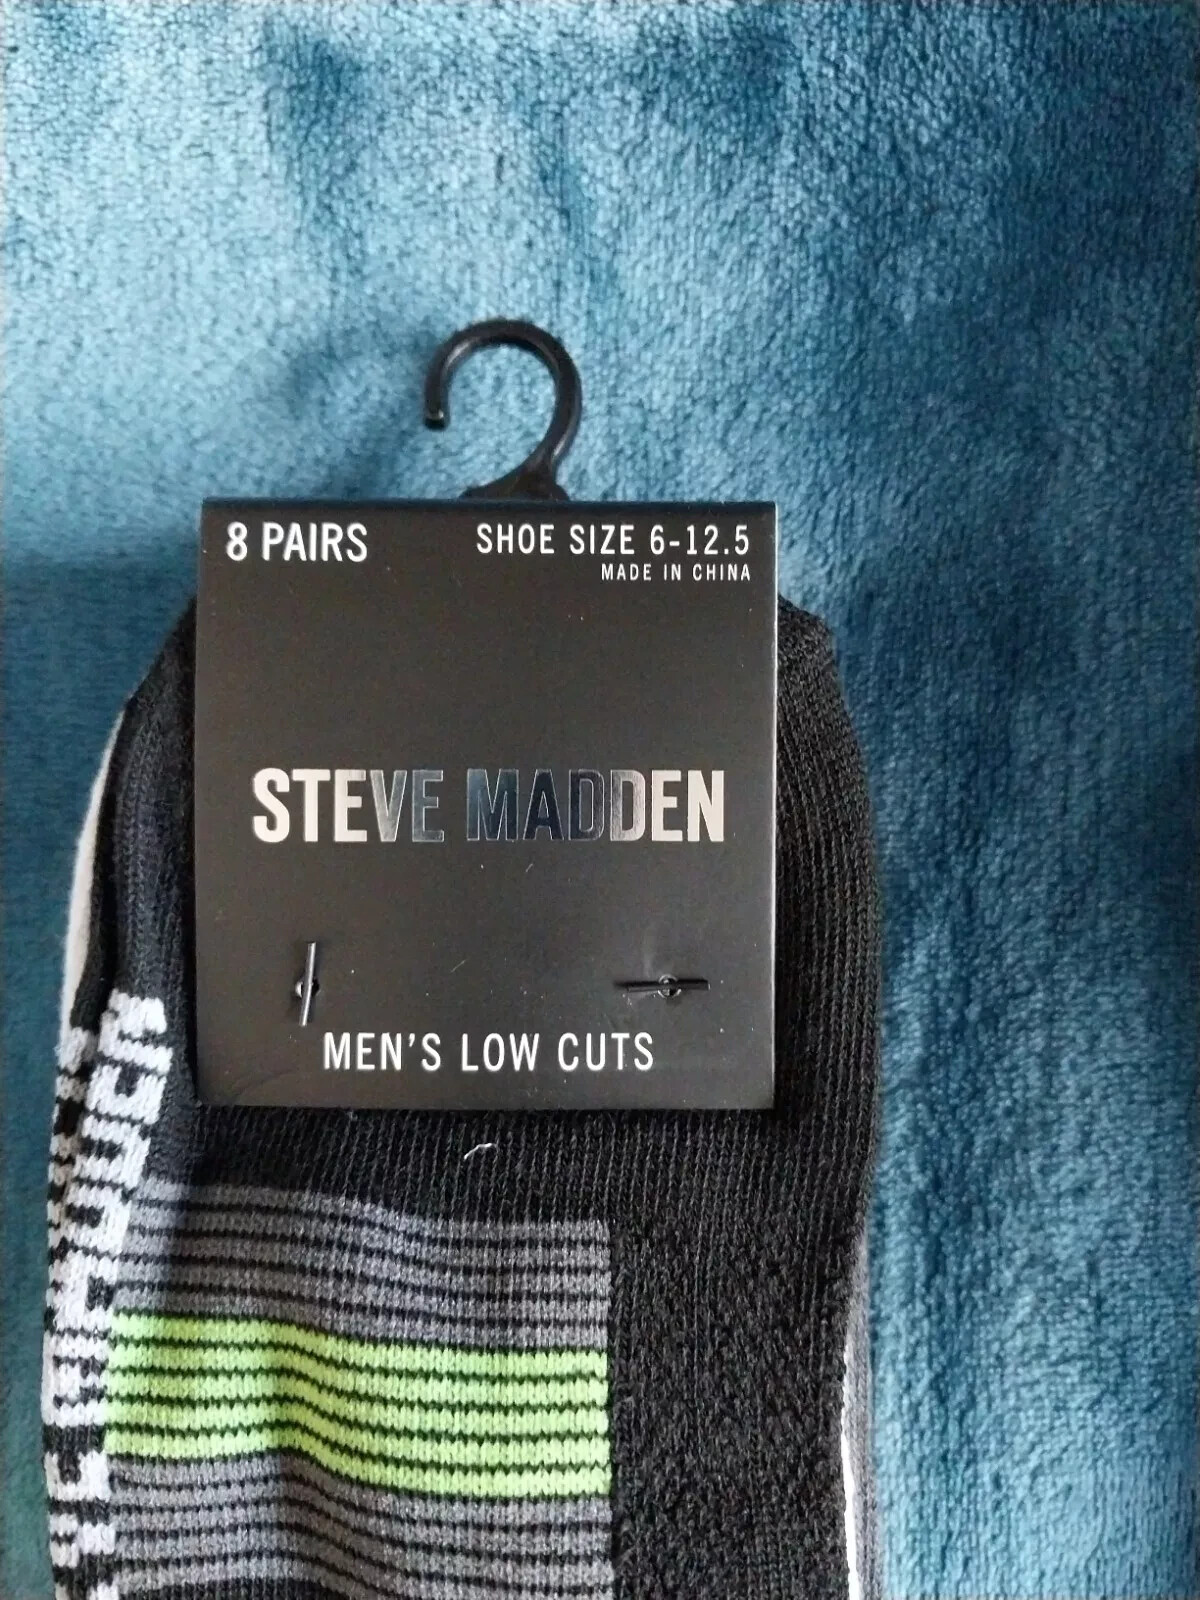 8 PAIRS
SHOE SIZE 6-12.5
MADE IN CHINA
STEVE MADDEN
MEN'S LOW CUTS